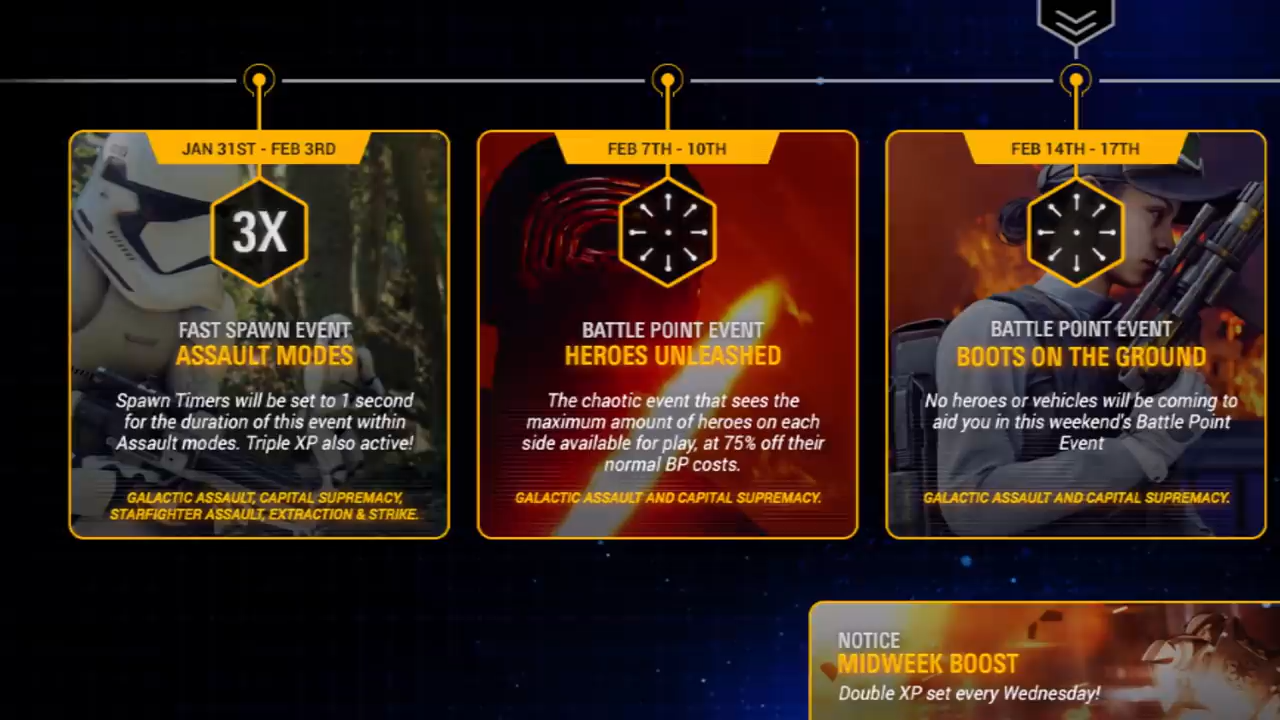 JAN 31ST - FEB 3RD
3X
FAST SPAWN EVENT
ASSAULT MODES
Spawn Timers will be set to 1 second
for the duration of this event within
Assault modes. Triple XP also active!
GALACTIC ASSAULT, CAPITAL SUPREMACY,
STARFIGHTER ASSAULT, EXTRACTION & STRIKE.
FEB 7TH - 10TH
BATTLE POINT EVENT
HEROES UNLEASHED
The chaotic event that sees the
maximum amount of heroes on each
side available for play, at 75% off their
normal BP costs.
GALACTIC ASSAULT AND CAPITAL SUPREMACY.
FEB 14TH - 17TH
BATTLE POINT EVENT
BOOTS ON THE GROUND
No heroes or vehicles will be coming to
aid you in this weekend's Battle Point
Event
GALACTIC ASSAULT AND CAPITAL SUPREMACY.
NOTICE
MIDWEEK BOOST
Double XP set every Wednesday!